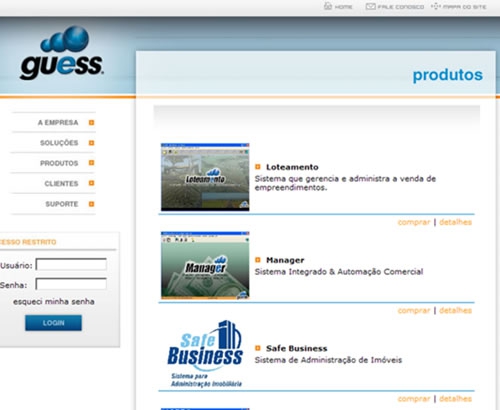 HOME FALE CONOSCO MAPA DO SITE
guess
produtos
A EMPRESA
SOLUÇÕES
PRODUTOS
CLIENTES
SUPORTE
ESSO RESTRITO
Usuário:
Senha:
esqueci minha senha
LOGIN
Loteamento
Loteamento
Sistema que gerencia e administra a venda de
empreendimentos.
comprar | detalhes
Manager
Manager
Sistema Integrado & Automação Comercial
comprar | detalhes
Safe
Business
Sistema para
Administração Imobiliária
Safe Business
Sistema de Administração de Imóveis
comprar | detalhes